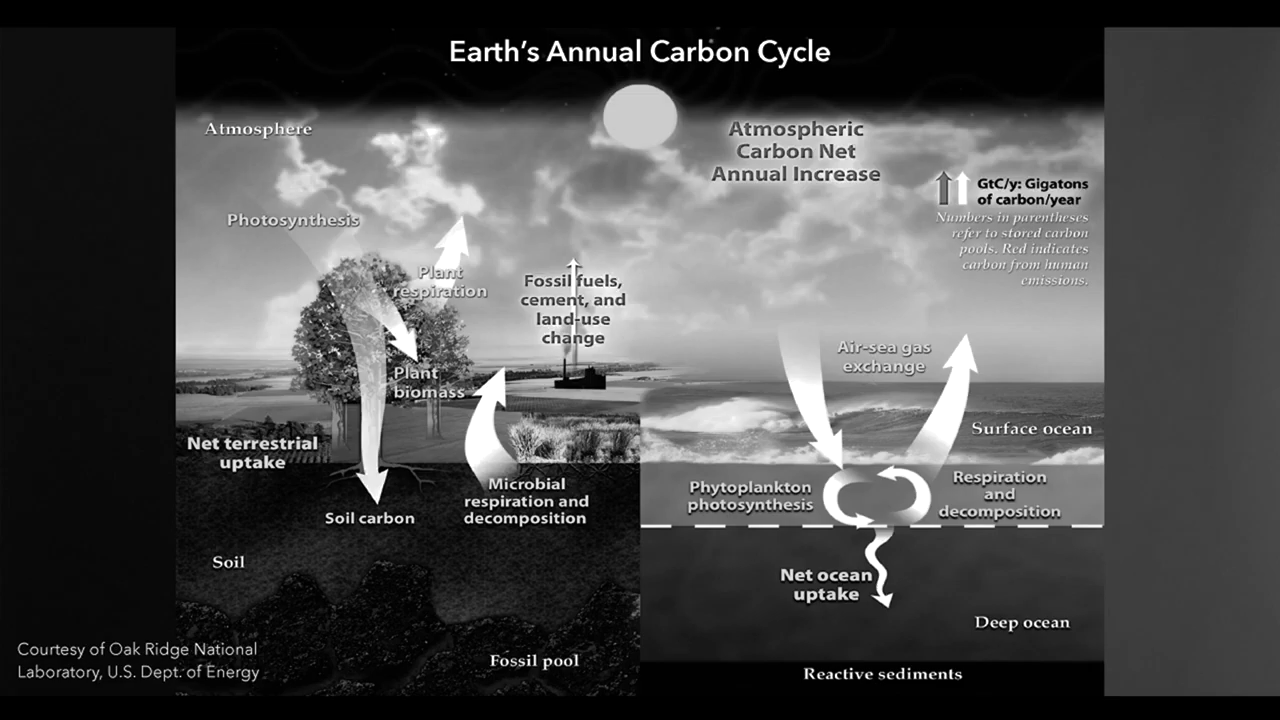 Earth's Annual Carbon Cycle
Atmosphere
Atmospheric
Carbon Net
Annual Increase
GtC/y: Gigatons
of carbon/year
Numbers in parentheses
refer to stored carbon
pools. Red indicates
carbon from human
emissions.
Photosynthesis
Plant
respiration
Fossil fuels,
cement, and
land-use
change
Air-sea gas
exchange
Plant
biomass
Surface ocean
Net terrestrial
uptake
Microbial
respiration and
decomposition
Phytoplankton
photosynthesis
Respiration
and
decomposition
Soil carbon
Soil
Net ocean
uptake
Deep ocean
Courtesy of Oak Ridge National
Laboratory, U.S. Dept. of Energy
Fossil pool
Reactive sediments